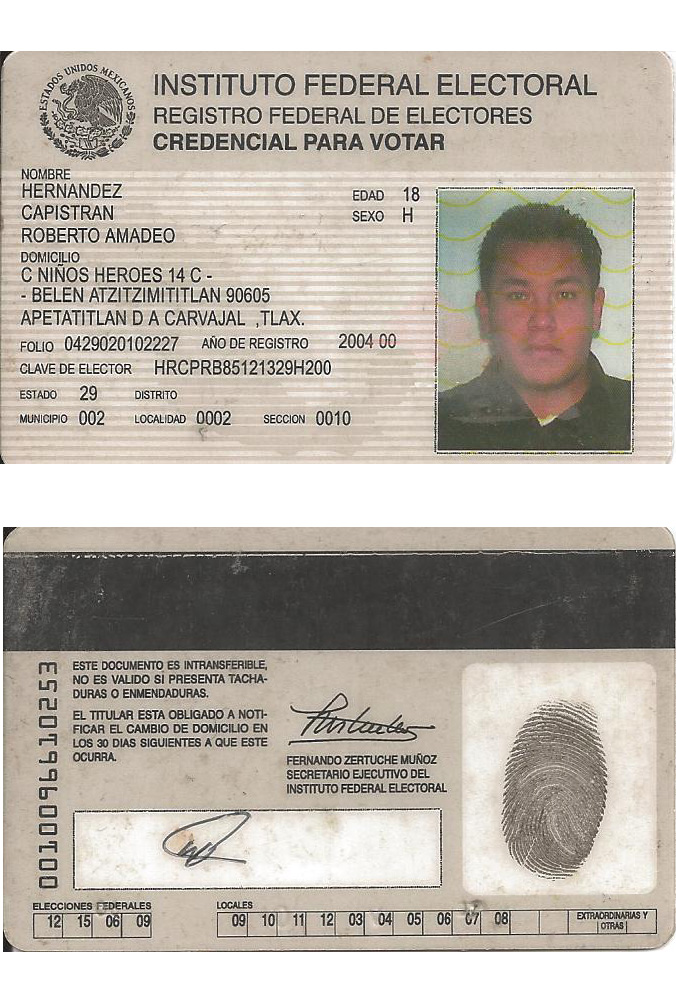 ESTADOS UNIDOS MEXICANOS
INSTITUTO FEDERAL ELECTORAL
REGISTRO FEDERAL DE ELECTORES
CREDENCIAL PARA VOTAR
NOMBRE
HERNANDEZ
CAPISTRAN
ROBERTO AMADEO
EDAD 18
SEXO H
DOMICILIO
C NIÑOS HEROES 14 C -
- BELEN ATZITZIMITITLAN 90605
APETATITLAN D A CARVAJAL ,TLAX.
FOLIO 0429020102227 AÑO DE REGISTRO 2004 00
CLAVE DE ELECTOR HRCPRB85121329H200
ESTADO 29 DISTRITO
MUNICIPIO 002 LOCALIDAD 0002 SECCION 0010
ESTE DOCUMENTO ES INTRANSFERIBLE,
NO ES VALIDO SI PRESENTA TACHA-
DURAS O ENMENDADURAS.
EL TITULAR ESTA OBLIGADO A NOTI-
FICAR EL CAMBIO DE DOMICILIO EN
LOS 30 DIAS SIGUIENTES A QUE ESTE
OCURRA.
FERNANDO ZERTUCHE MUÑOZ
SECRETARIO EJECUTIVO DEL
INSTITUTO FEDERAL ELECTORAL
0010096610253
ELECCIONES FEDERALES
12 15 06 09
LOCALES
09 10 11 12 03 04 05 06 07 08
EXTRAORDINARIAS Y
OTRAS